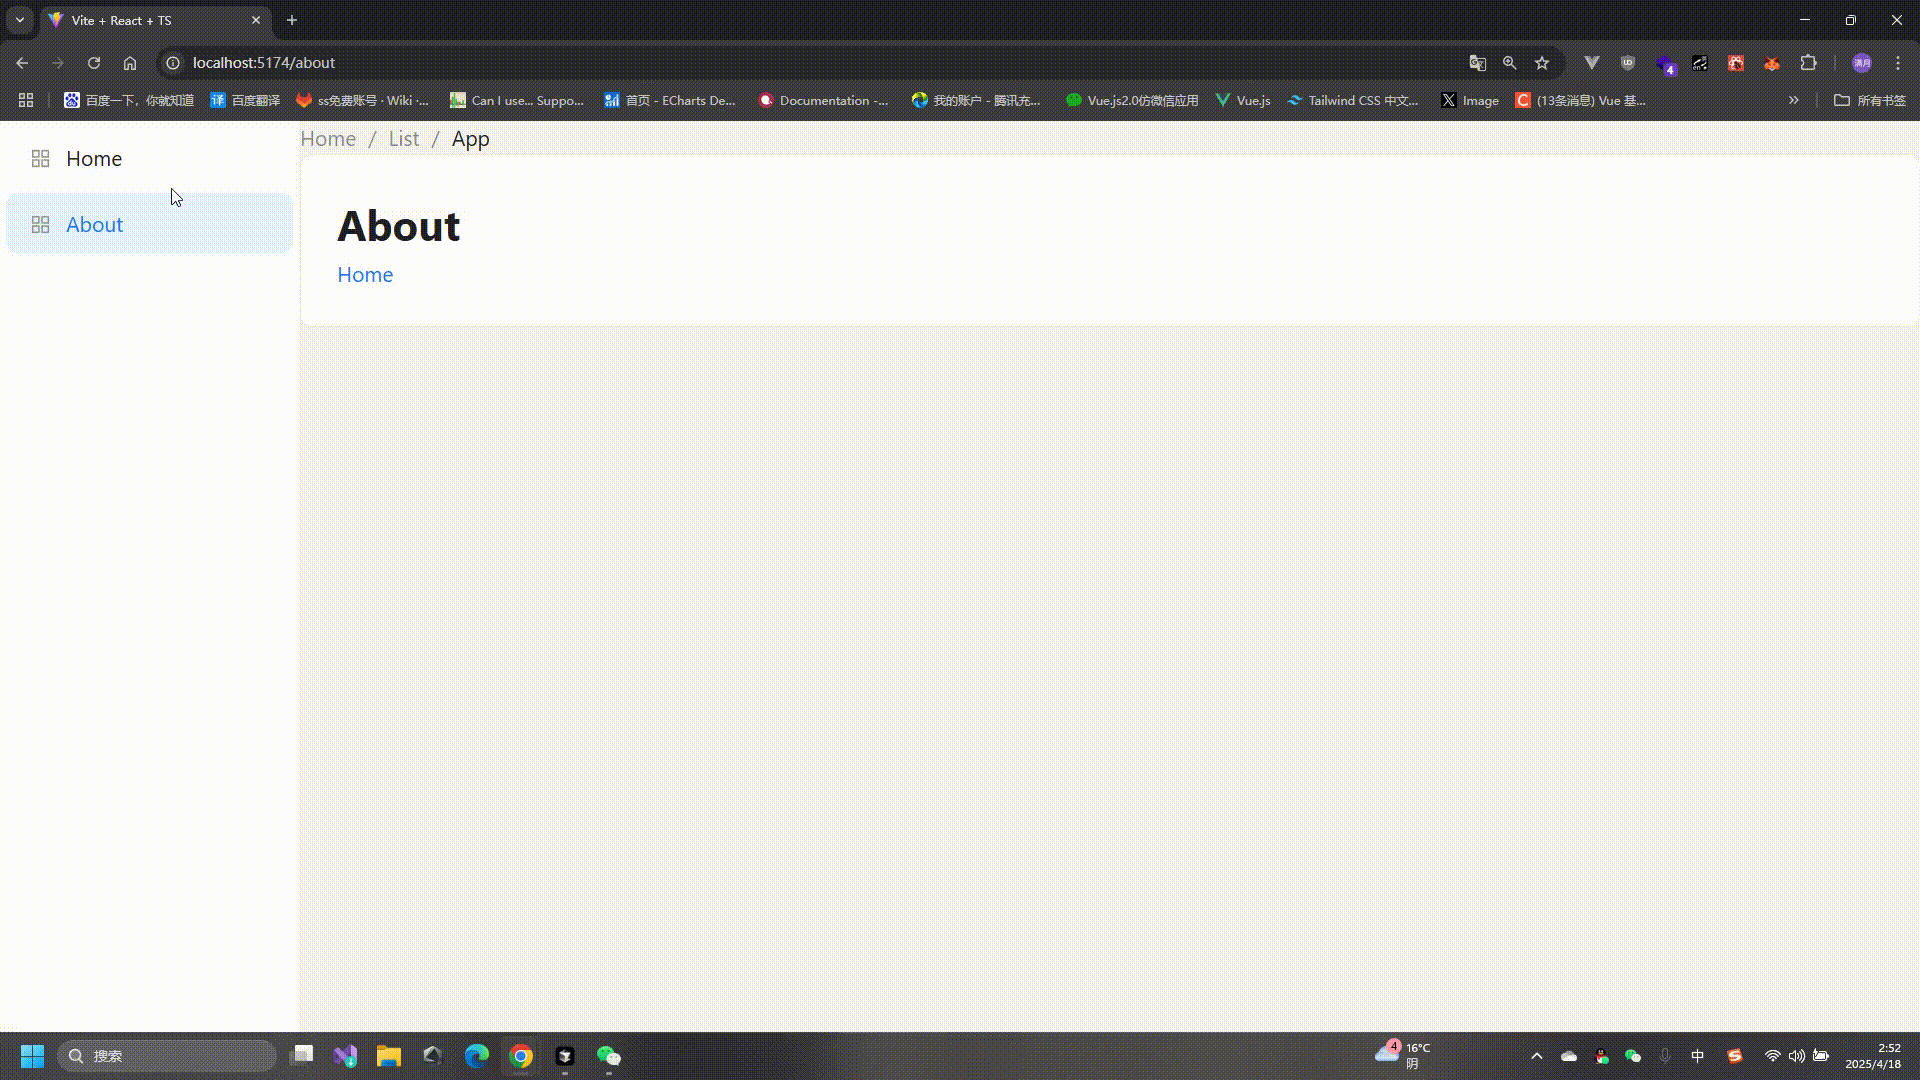 Vite + React + TS
localhost:5174/about
百度一下，你就知道
百度翻译
ss免费账号 · Wiki ·...
Can I use... Suppo...
首页 - ECharts De...
Documentation -...
我的账户 - 腾讯充...
Vue.js2.0仿微信应用
Vue.js
Tailwind CSS 中文...
Image
(13条消息) Vue 基...
所有书签
Home / List / App
Home
About
About
Home
搜索
4
16°C
阴
中
2:52
2025/4/18